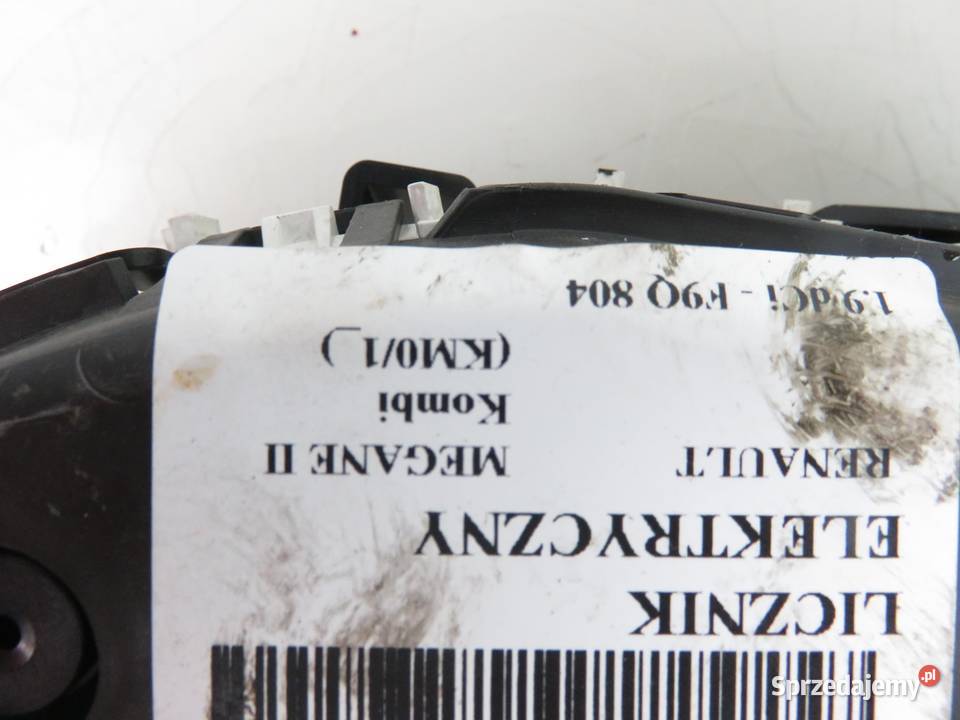 LICZNIK
ELEKTRYCZNY
RENAULT MEGANE II
Kombi
(KM0/1_)
1.9 dCi - F9Q 804
Sprzedajemy.pl